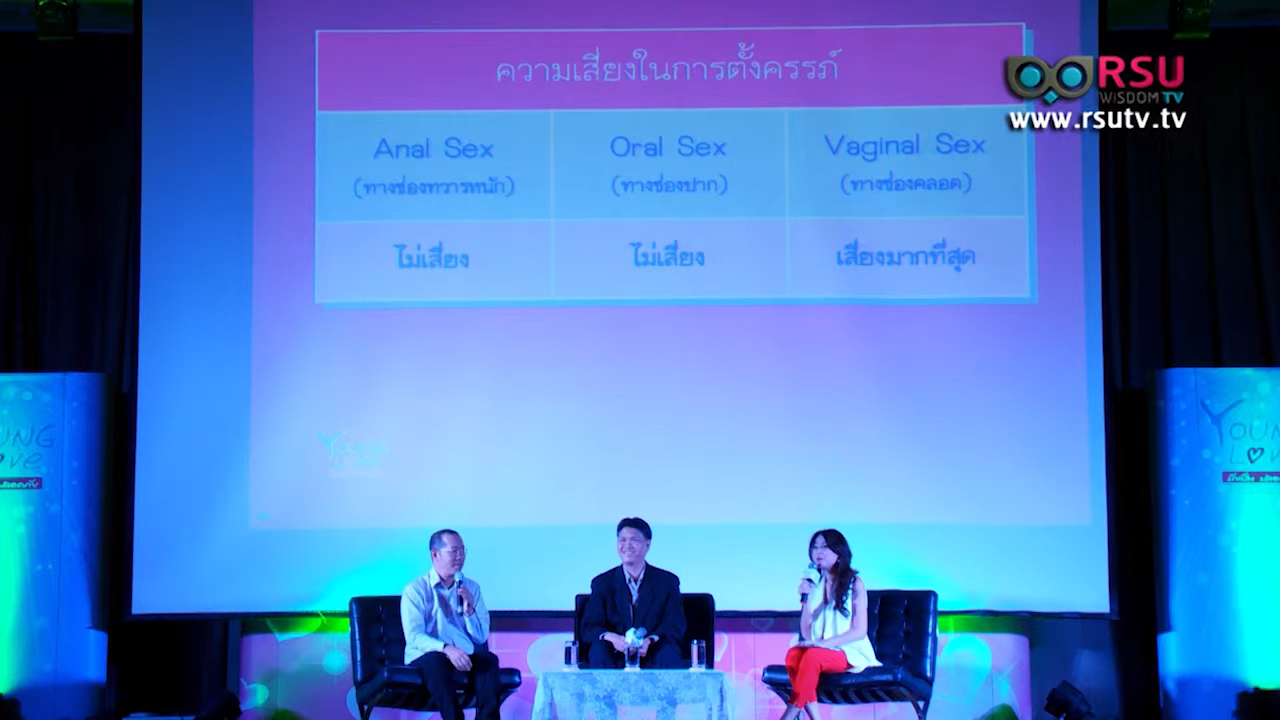 ความเสี่ยงในการตั้งครรภ์
RSU
WISDOM TV
www.rsutv.tv
Anal Sex
Oral Sex
Vaginal Sex
(ทางช่องทวารหนัก)
(ทางช่องปาก)
(ทางช่องคลอด)
ไม่เสี่ยง
ไม่เสี่ยง
เสี่ยงมากที่สุด
UNG
Love
YOUN
Lov